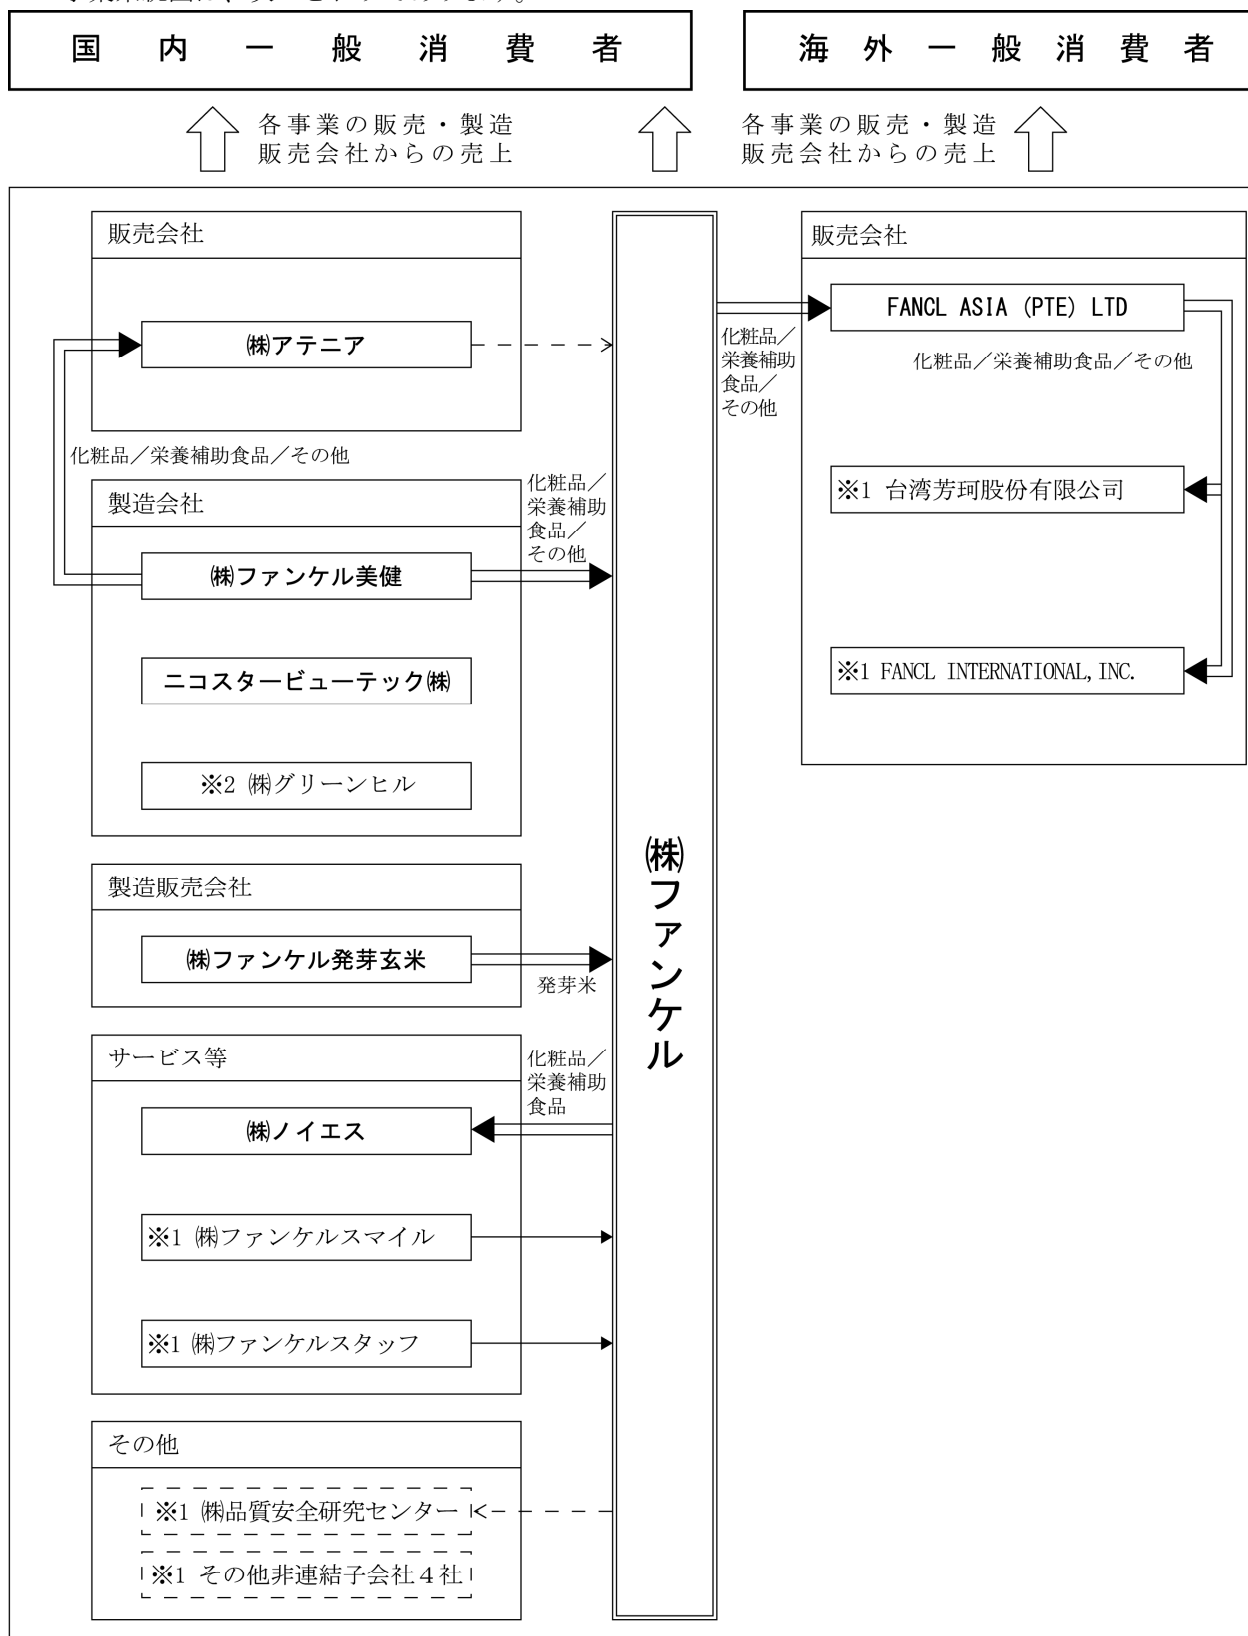 国内一般消費者
海外一般消費者
各事業の販売・製造
販売会社からの売上
各事業の販売・製造
販売会社からの売上
販売会社
㈱アテニア
化粧品／栄養補助食品／その他
製造会社
化粧品／
栄養補助
食品／
その他
㈱ファンケル美健
ニコスタービューテック㈱
※2 ㈱グリーンヒル
製造販売会社
㈱ファンケル発芽玄米
発芽米
サービス等
化粧品／
栄養補助
食品
㈱ノイエス
※1 ㈱ファンケルスマイル
※1 ㈱ファンケルスタッフ
その他
※1 ㈱品質安全研究センター
※1 その他非連結子会社４社
㈱ファンケル
化粧品／
栄養補助
食品／
その他
販売会社
FANCL ASIA (PTE) LTD
化粧品／栄養補助食品／その他
※1 台湾芳珂股份有限公司
※1 FANCL INTERNATIONAL,INC.